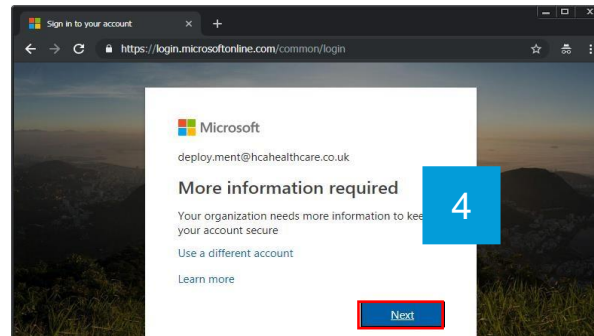 Sign in to your account
https://login.microsoftonline.com/common/login
Microsoft
deploy.ment@hcahealthcare.co.uk
More information required
Your organization needs more information to
your account secure
4
Use a different account
Learn more
Next